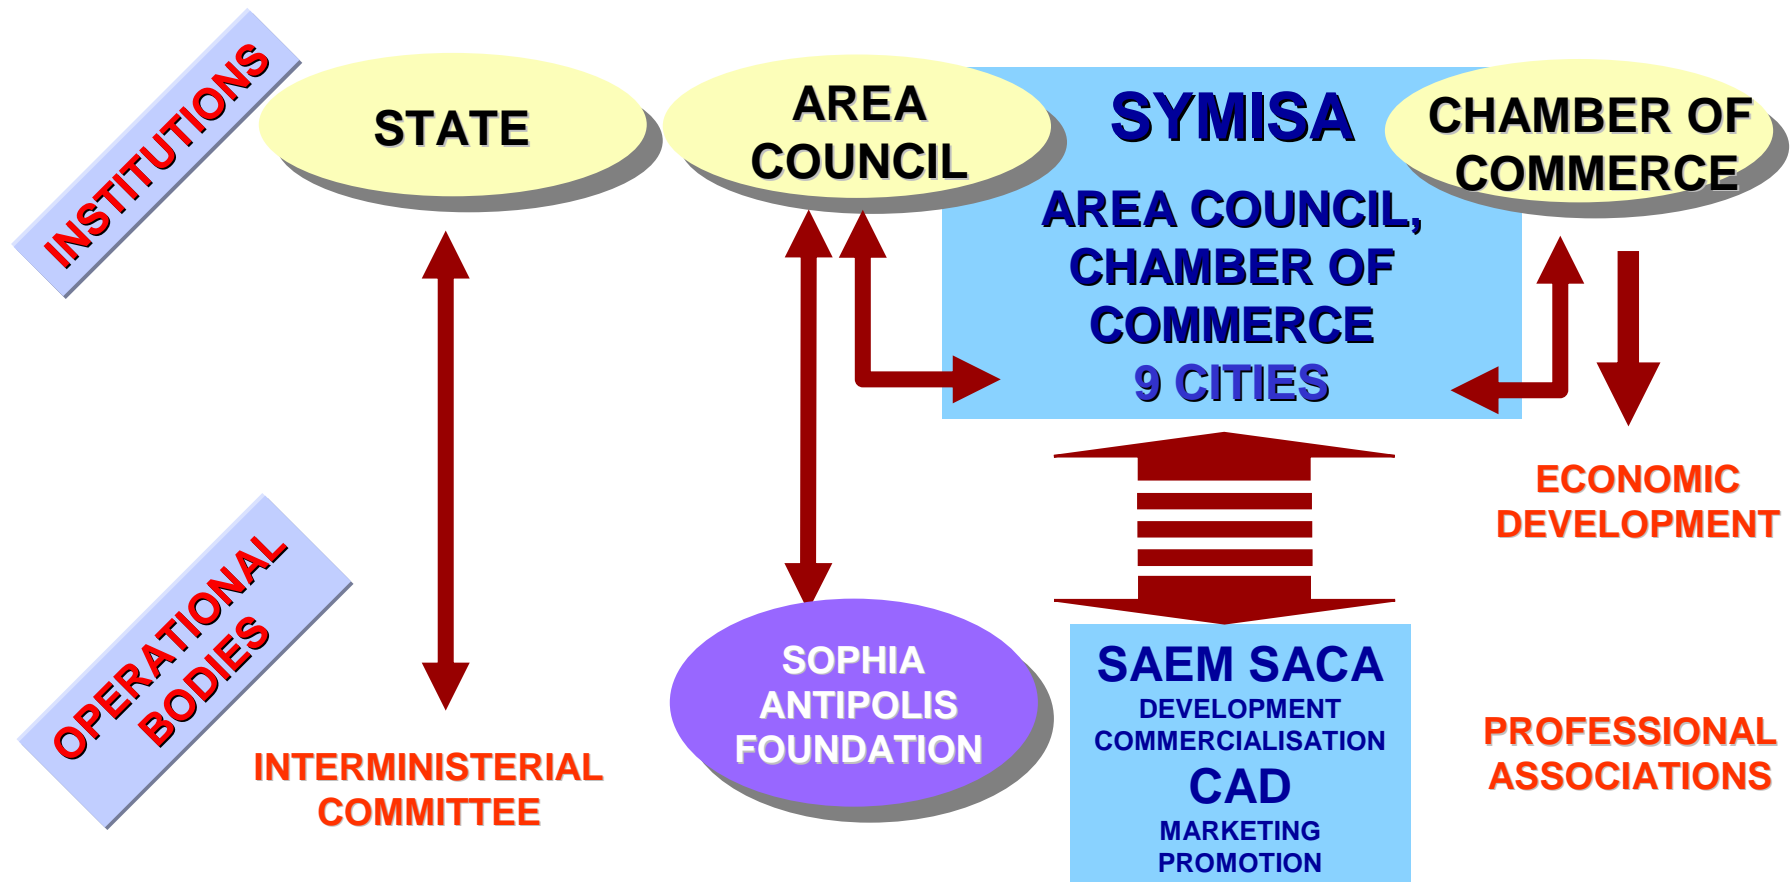 INSTITUTIONS
STATE
AREA
COUNCIL
SYMISA
AREA COUNCIL,
CHAMBER OF
COMMERCE
9 CITIES
CHAMBER OF
COMMERCE
ECONOMIC
DEVELOPMENT
OPERATIONAL
BODIES
INTERMINISTERIAL
COMMITTEE
SOPHIA
ANTIPOLIS
FOUNDATION
SAEM SACA
DEVELOPMENT
COMMERCIALISATION
CAD
MARKETING
PROMOTION
PROFESSIONAL
ASSOCIATIONS